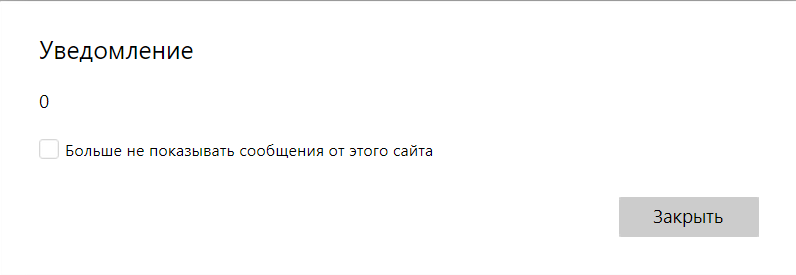 Уведомление
0
Больше не показывать сообщения от этого сайта
Закрыть